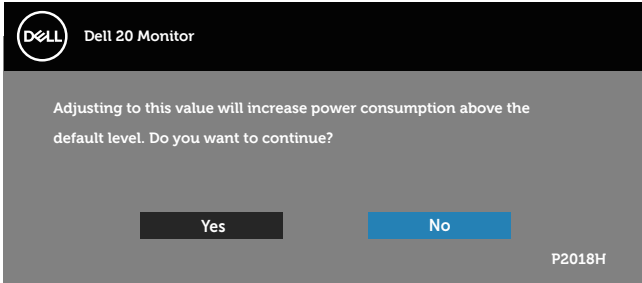 DELL Dell 20 Monitor
Adjusting to this value will increase power consumption above the
default level. Do you want to continue?
Yes No
P2018H